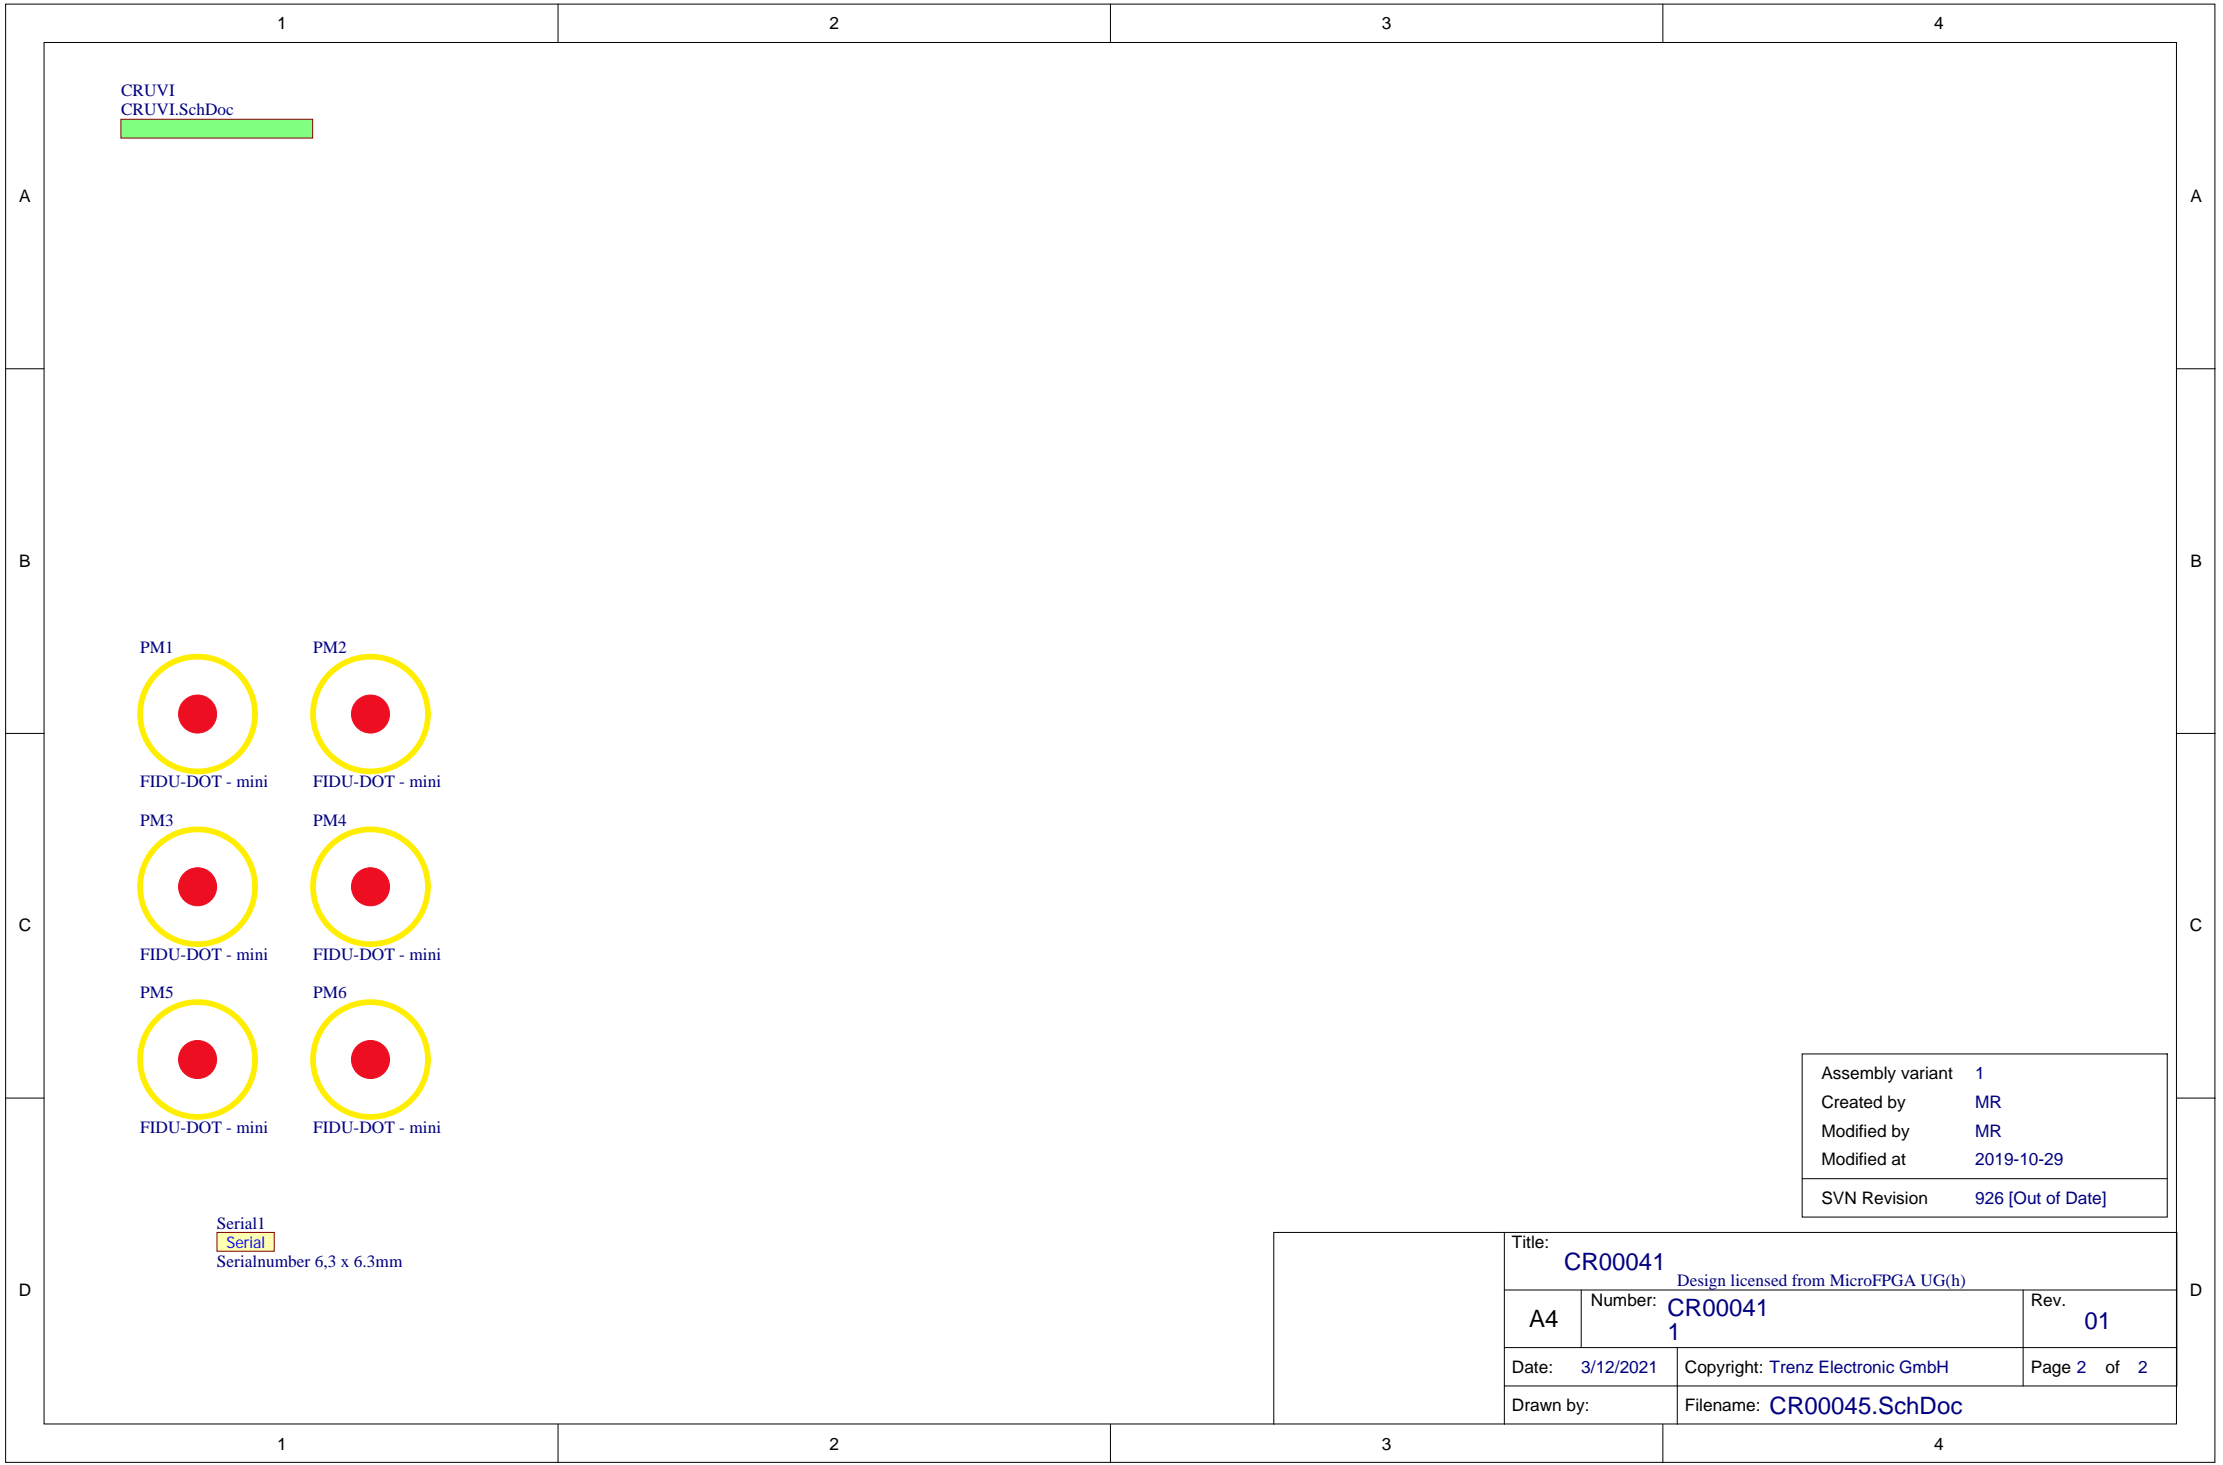 1 2 3 4
CRUVI
CRUVI.SchDoc
A A
B B
PM1 PM2
FIDU-DOT - mini FIDU-DOT - mini
PM3 PM4
C C
FIDU-DOT - mini FIDU-DOT - mini
PM5 PM6
FIDU-DOT - mini FIDU-DOT - mini
Assembly variant 1
Created by MR
Modified by MR
Modified at 2019-10-29
SVN Revision 926 [Out of Date]
Serial1
Serial
Serialnumber 6,3 x 6.3mm
Title:
CR00041
Design licensed from MicroFPGA UG(h)
D D
A4 Number: CR00041 Rev.
1 01
Date: 3/12/2021 Copyright: Trenz Electronic GmbH Page 2 of 2
Drawn by: Filename: CR00045.SchDoc
1 2 3 4